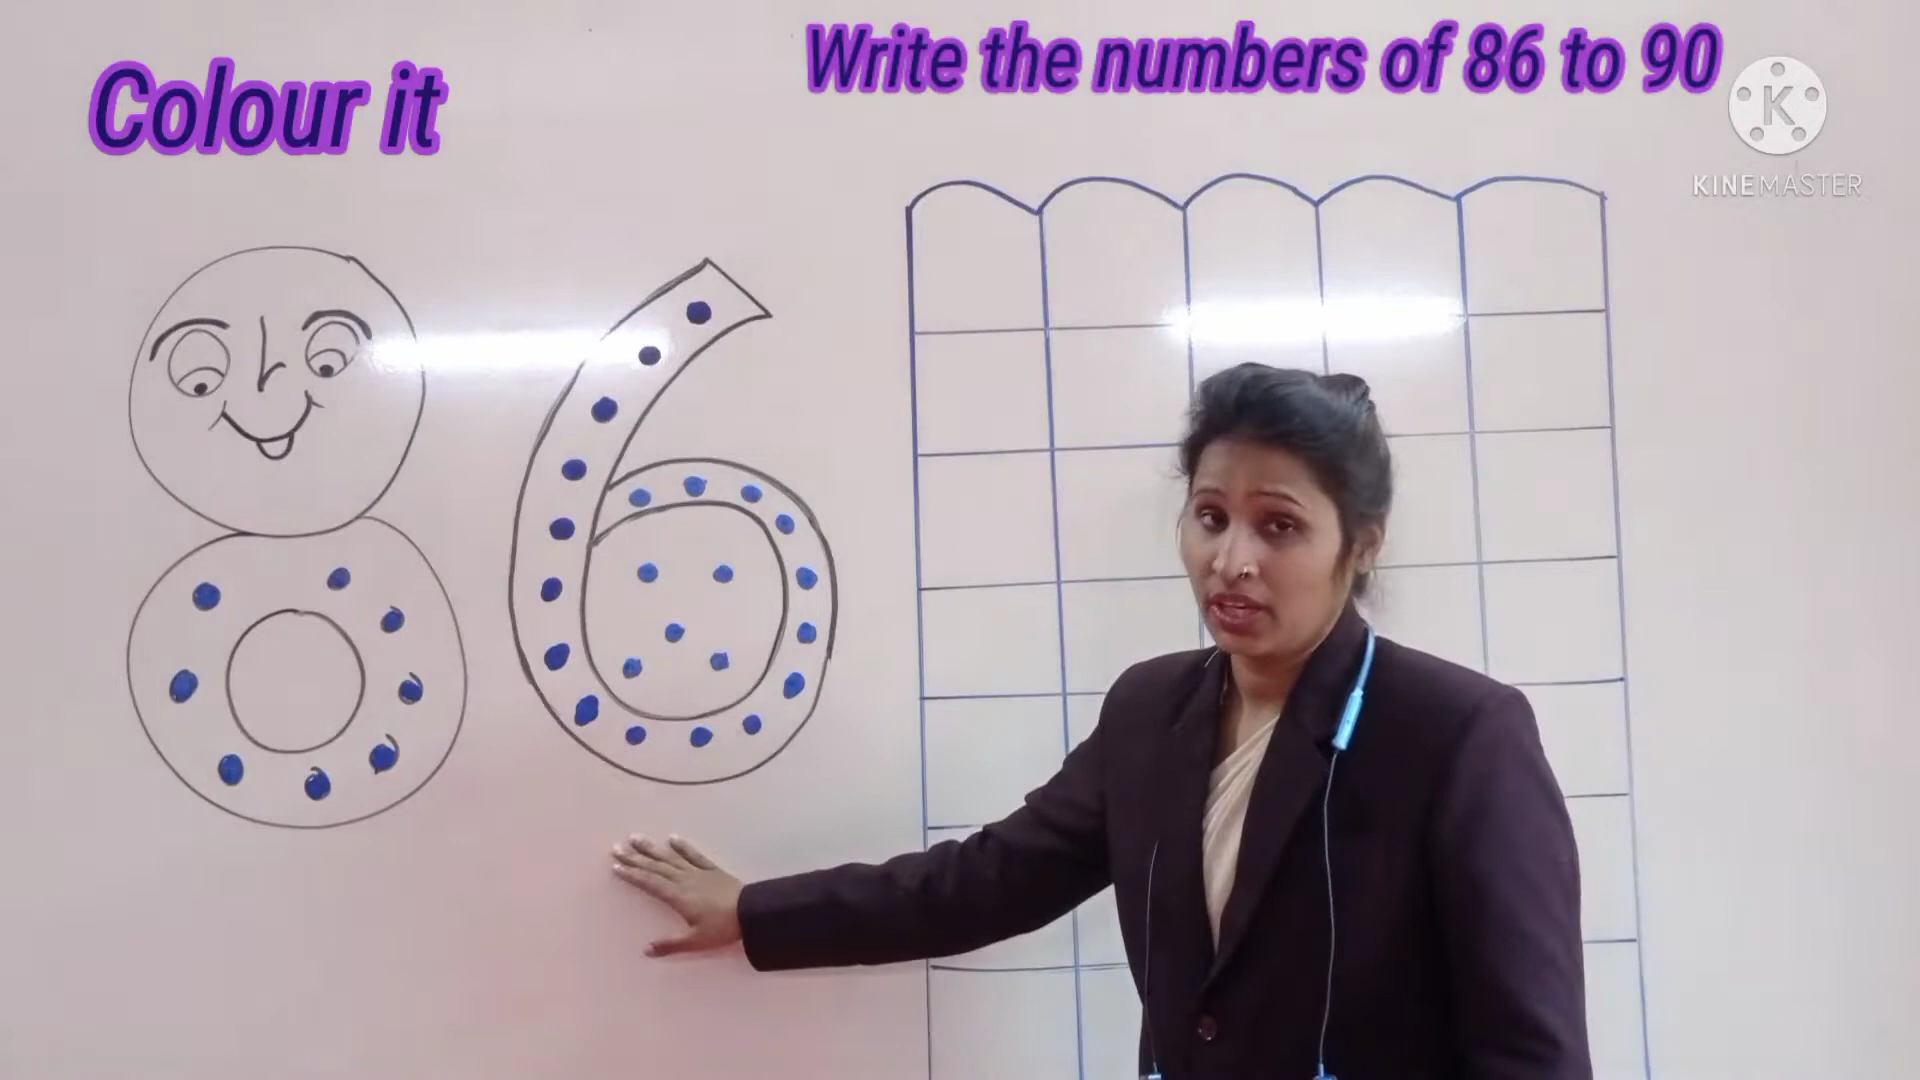 Colour it
Write the numbers of 86 to 90
K
KINEMASTER
86